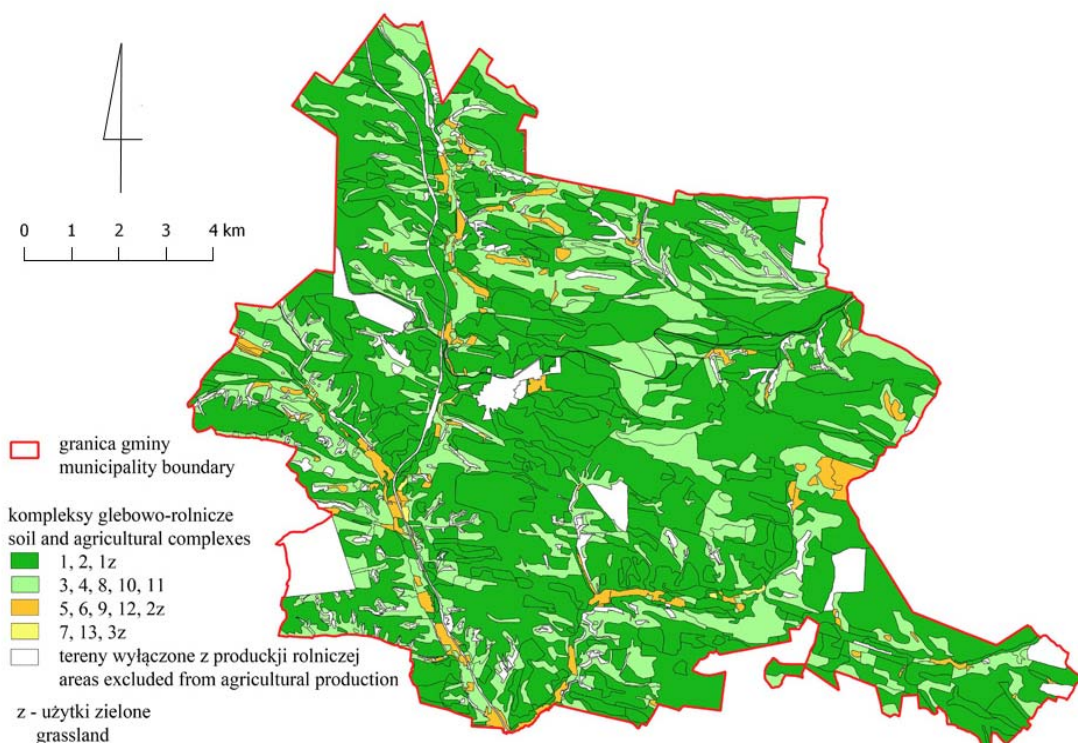 0 1 2 3 4 km
granica gminy
municipality boundary
kompleksy glebowo-rolnicze
soil and agricultural complexes
1, 2, 1z
3, 4, 8, 10, 11
5, 6, 9, 12, 2z
7, 13, 3z
tereny wyłączone z produckji rolniczej
areas excluded from agricultural production
z - użytki zielone
grassland